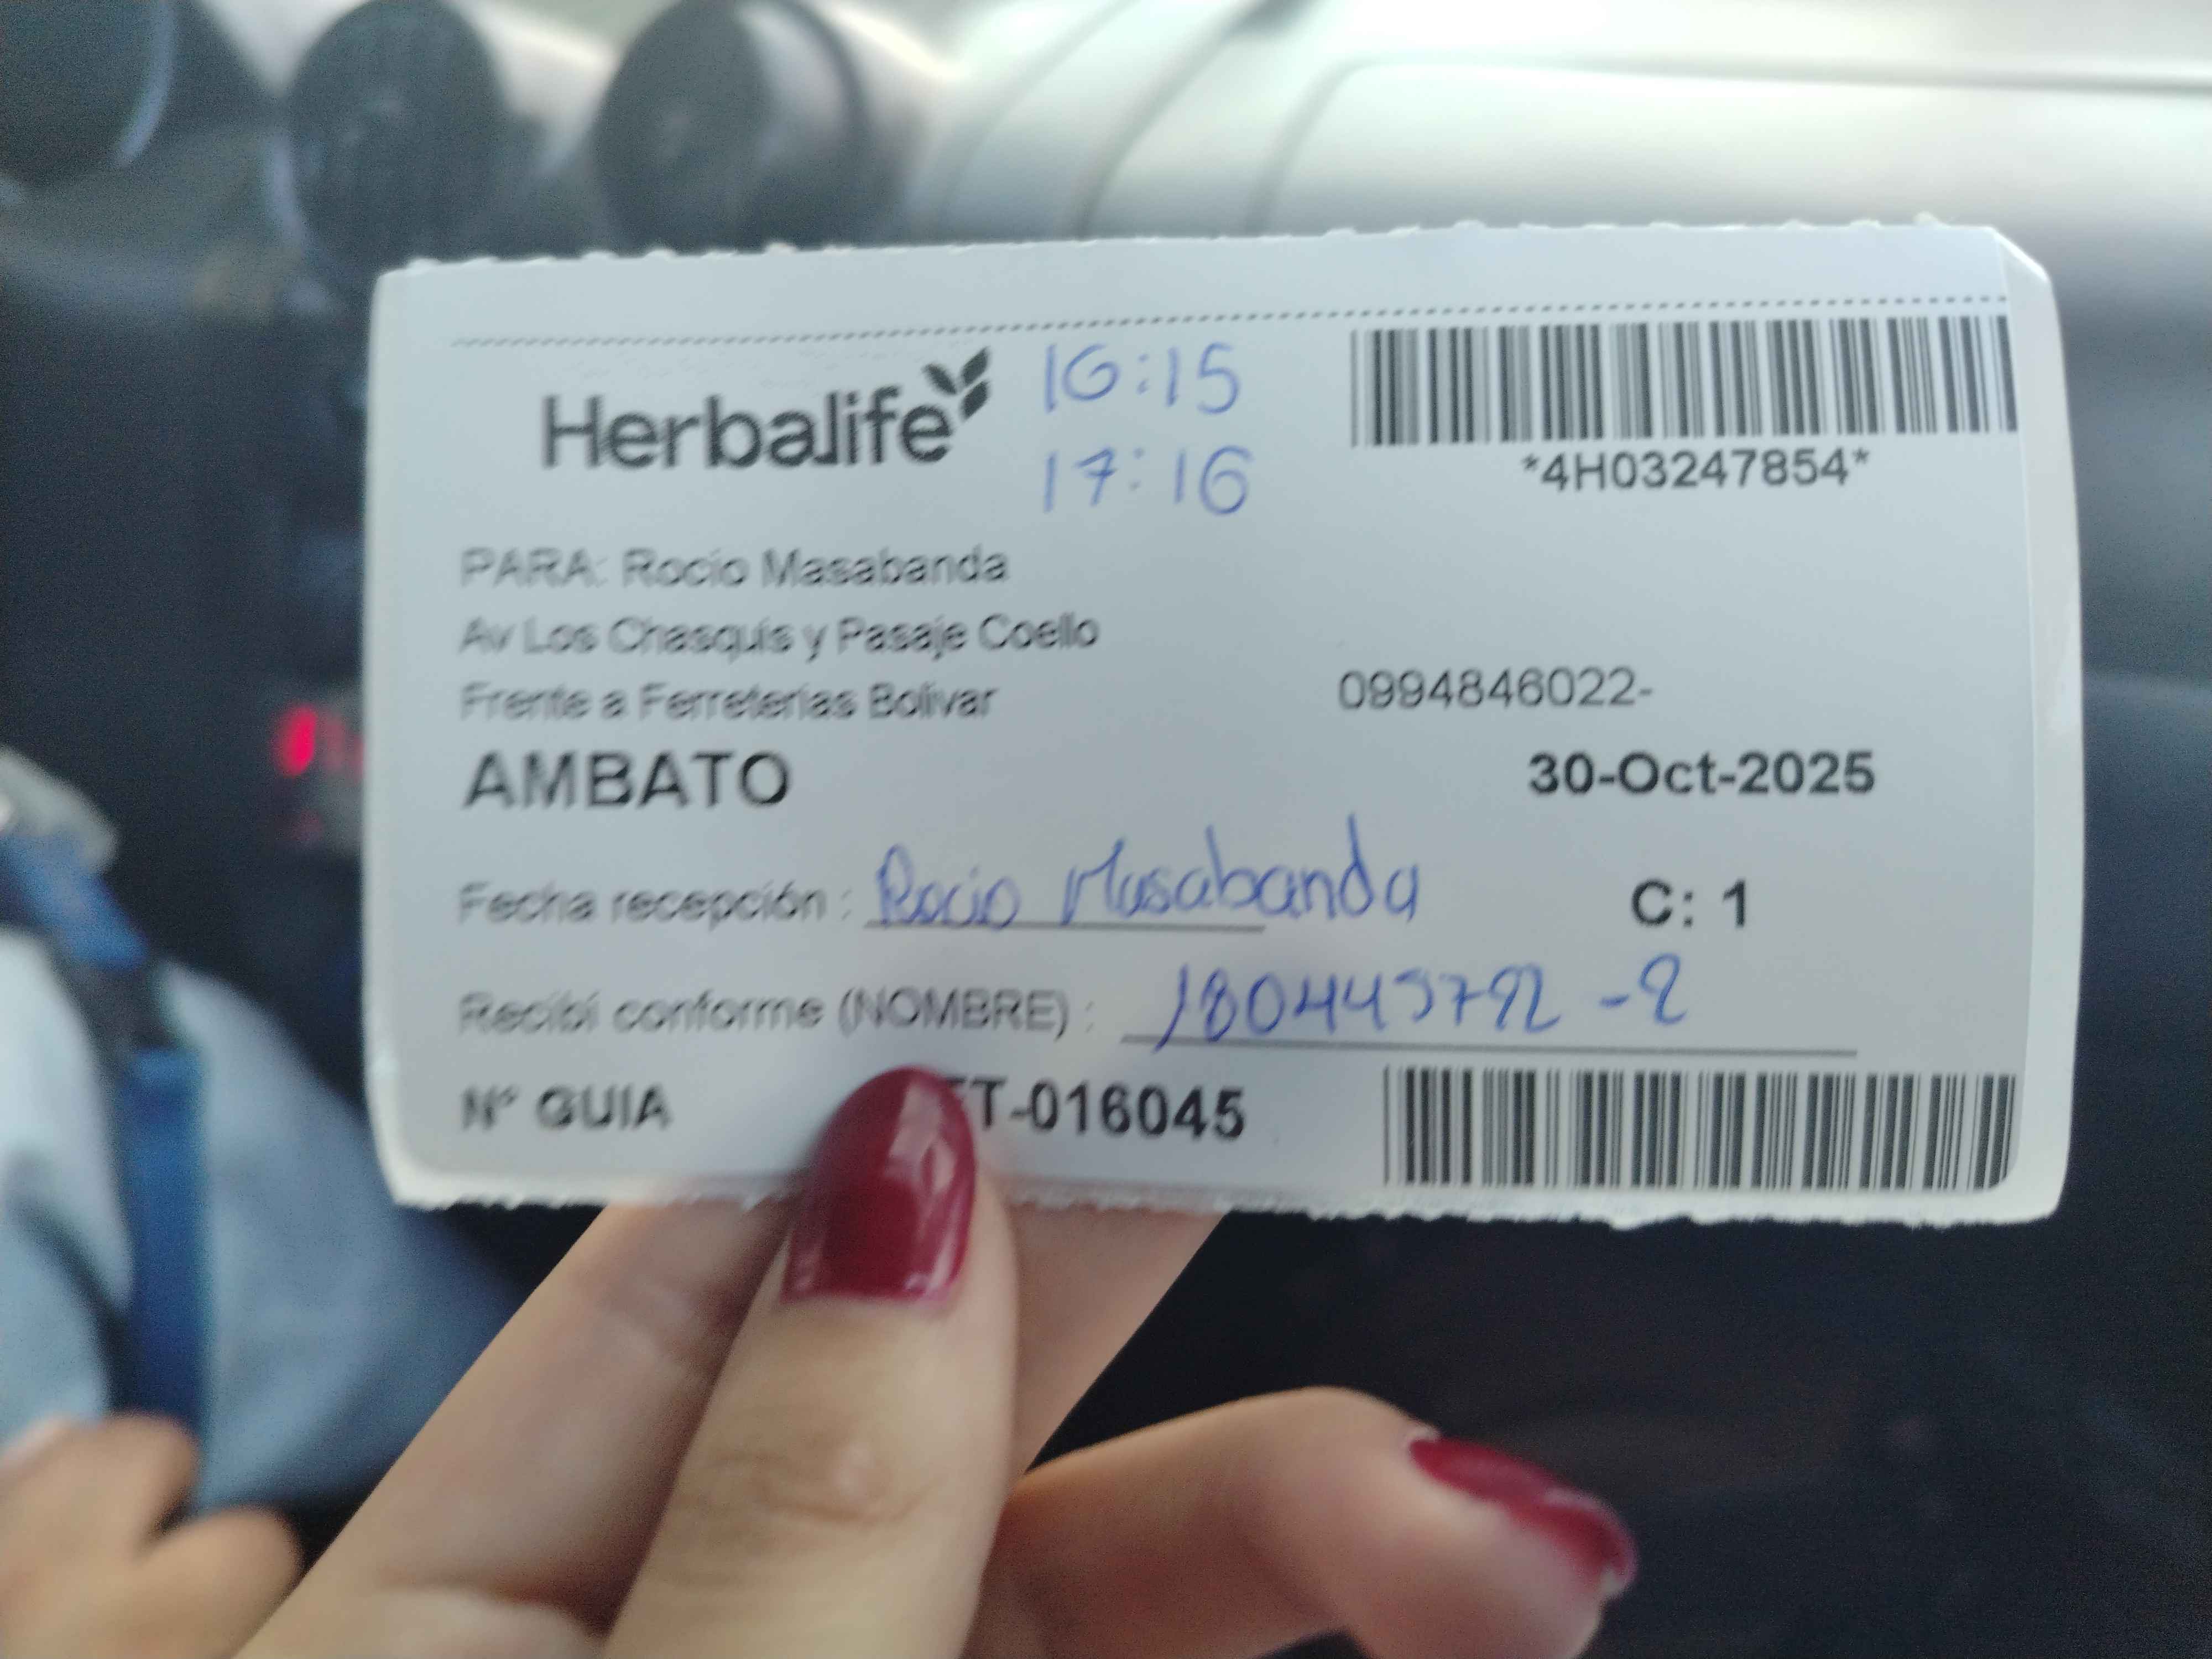 Herbalife
16:15
17:16
*4H03247854*
PARA: Rocio Masabanda
Av Los Chasquis y Pasaje Coello
Frente a Ferreterias Bolivar
0994846022-
AMBATO
30-Oct-2025
Fecha recepción : Rocio Masabanda
C: 1
Recibí conforme (NOMBRE) : 180445792-2
N° GUIA T-016045